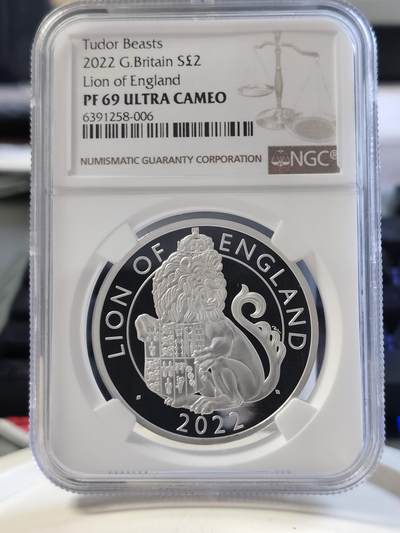 Tudor Beasts
2022 G.Britain S£2
Lion of England
PF 69 ULTRA CAMEO
6391258-006
NUMISMATIC GUARANTY CORPORATION
NGC®
LION OF ENGLAND
2022